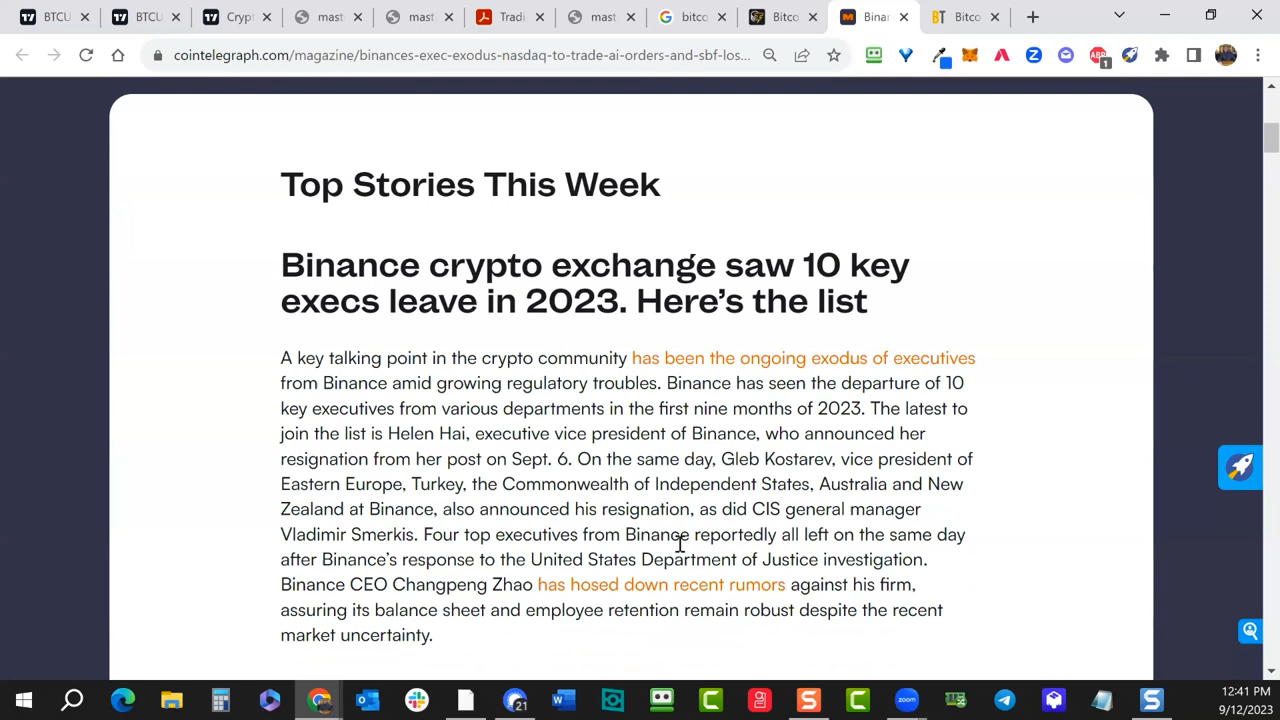 BTCU
BTCU
Crypt
mast
mast
Tradi
mast
bitco
Bitco
Binan
Bitco
cointelegraph.com/magazine/binances-exec-exodus-nasdaq-to-trade-ai-orders-and-sbf-los...
1
Top Stories This Week
Binance crypto exchange saw 10 key
execs leave in 2023. Here’s the list
A key talking point in the crypto community has been the ongoing exodus of executives
from Binance amid growing regulatory troubles. Binance has seen the departure of 10
key executives from various departments in the first nine months of 2023. The latest to
join the list is Helen Hai, executive vice president of Binance, who announced her
resignation from her post on Sept. 6. On the same day, Gleb Kostarev, vice president of
Eastern Europe, Turkey, the Commonwealth of Independent States, Australia and New
Zealand at Binance, also announced his resignation, as did CIS general manager
Vladimir Smerkis. Four top executives from Binance reportedly all left on the same day
after Binance’s response to the United States Department of Justice investigation.
Binance CEO Changpeng Zhao has hosed down recent rumors against his firm,
assuring its balance sheet and employee retention remain robust despite the recent
market uncertainty.
21
12:41 PM
9/12/2023